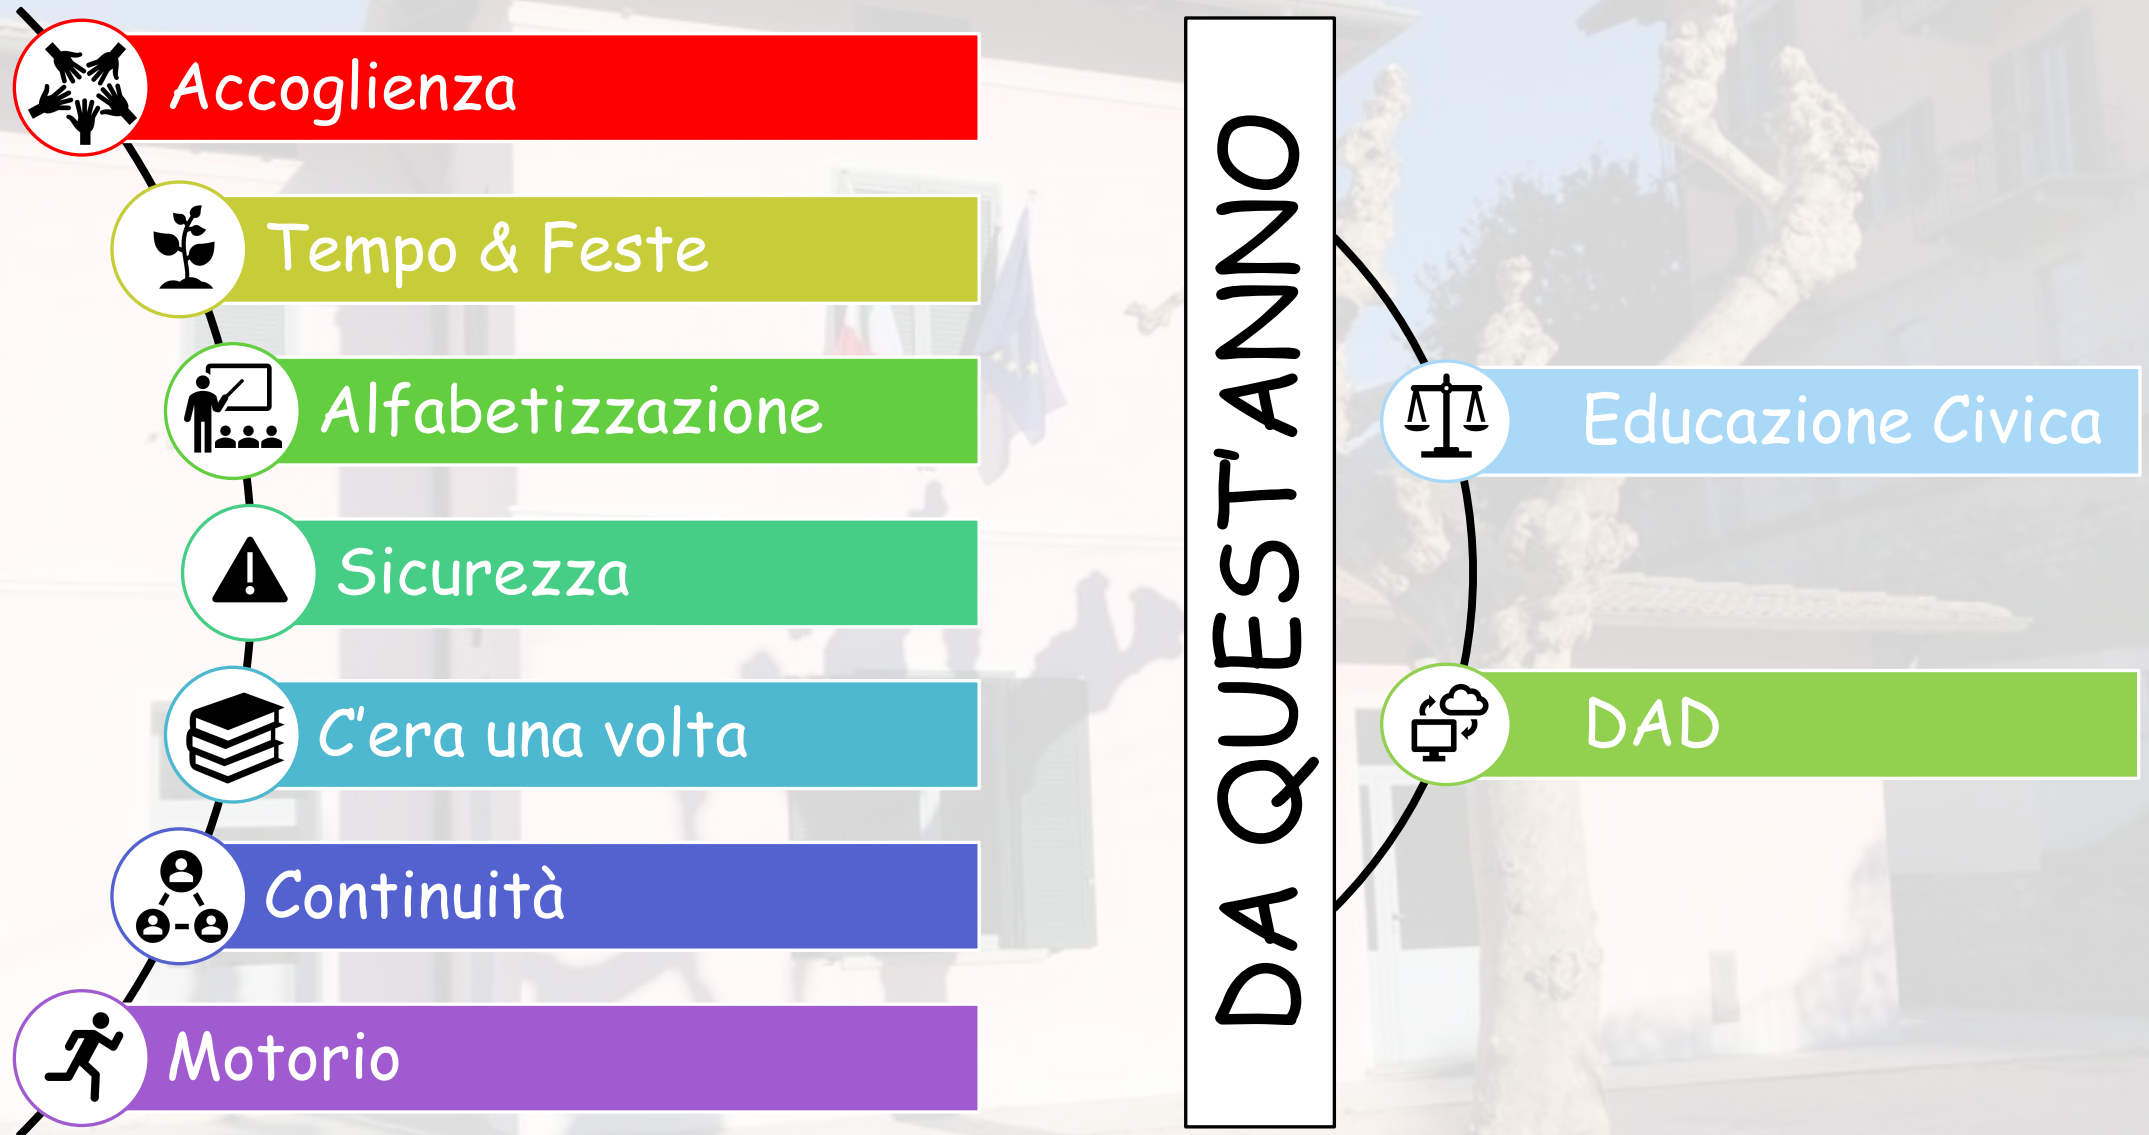 Accoglienza
Tempo & Feste
Alfabetizzazione
Sicurezza
C'era una volta
Continuità
Motorio
DA QUEST'ANNO
Educazione Civica
DAD